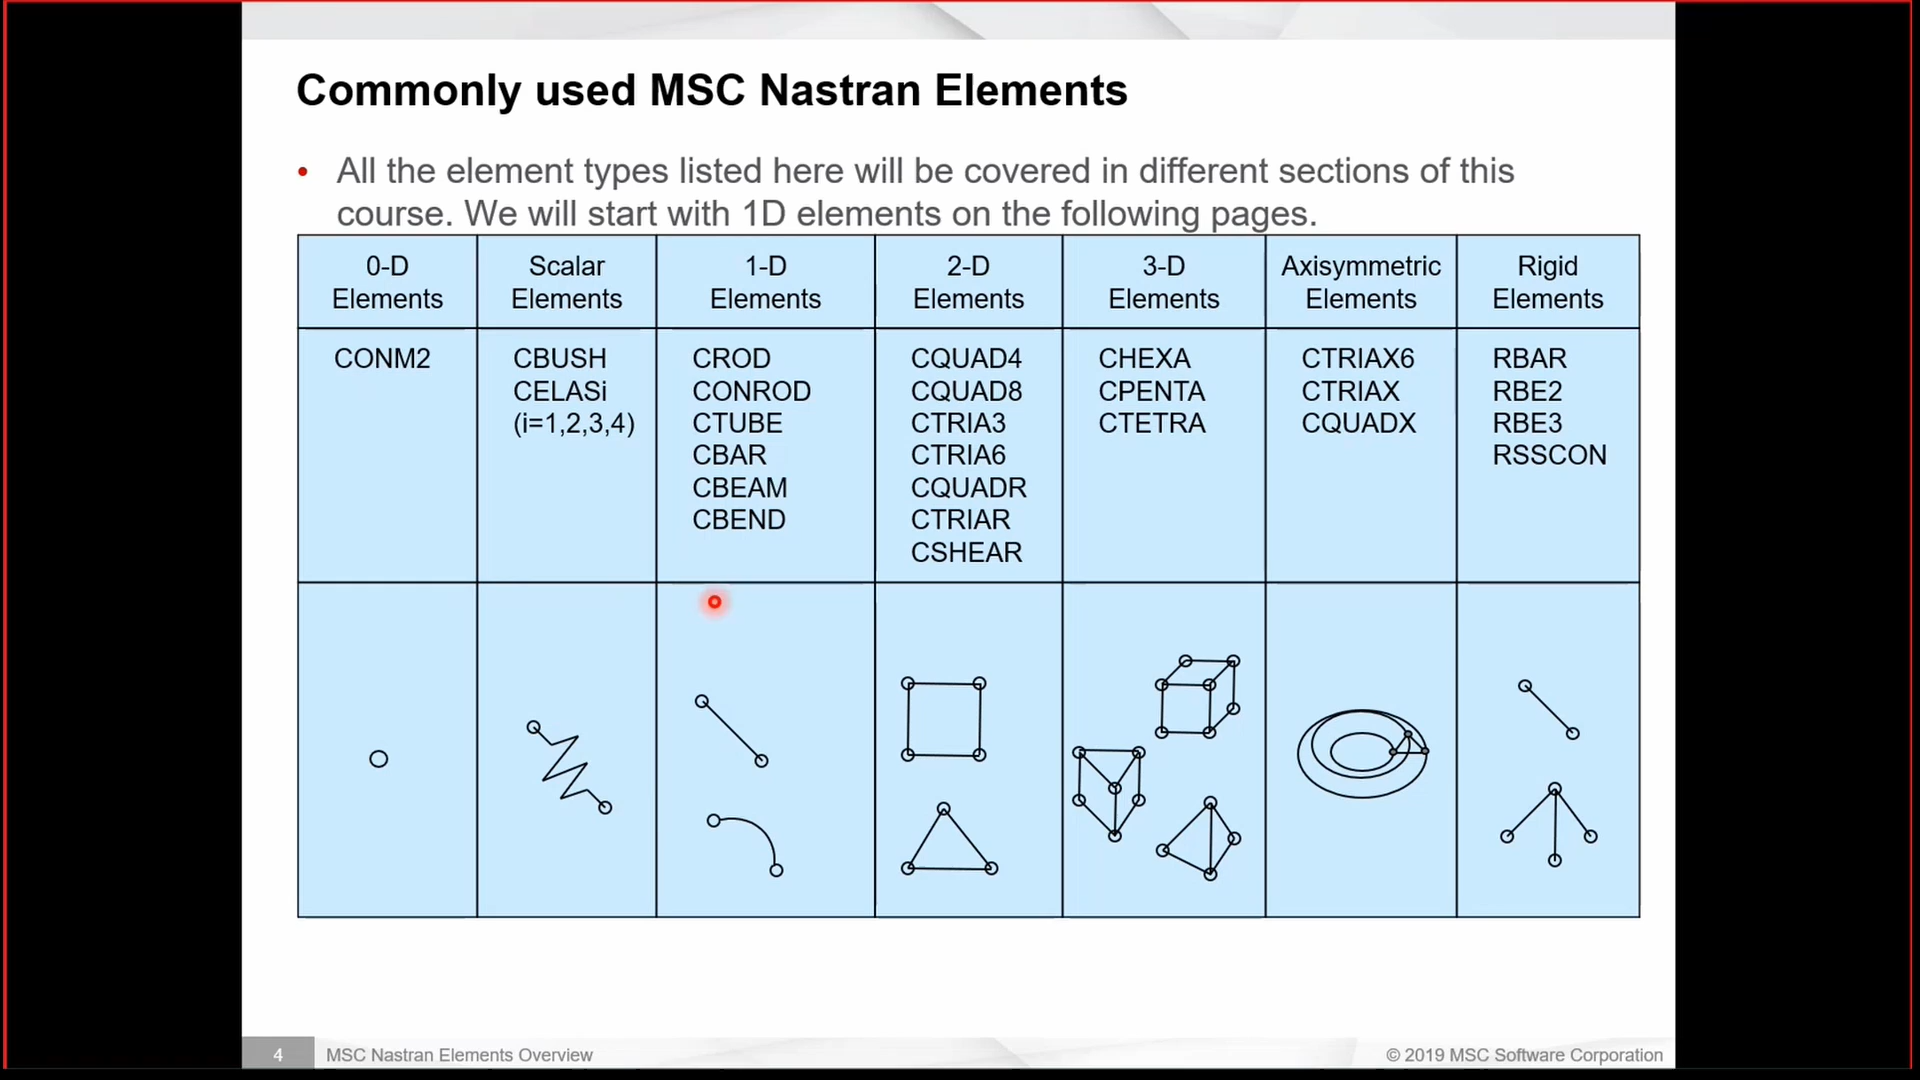 Commonly used MSC Nastran Elements
• All the element types listed here will be covered in different sections of this
course. We will start with 1D elements on the following pages.
0-D
Elements
Scalar
Elements
1-D
Elements
2-D
Elements
3-D
Elements
Axisymmetric
Elements
Rigid
Elements
CONM2
CBUSH
CELASi
(i=1,2,3,4)
CROD
CONROD
CTUBE
CBAR
CBEAM
CBEND
CQUAD4
CQUAD8
CTRIA3
CTRIA6
CQUADR
CTRIAR
CSHEAR
CHEXA
CPENTA
CTETRA
CTRIAX6
CTRIAX
CQUADX
RBAR
RBE2
RBE3
RSSCON
4
MSC Nastran Elements Overview
© 2019 MSC Software Corporation